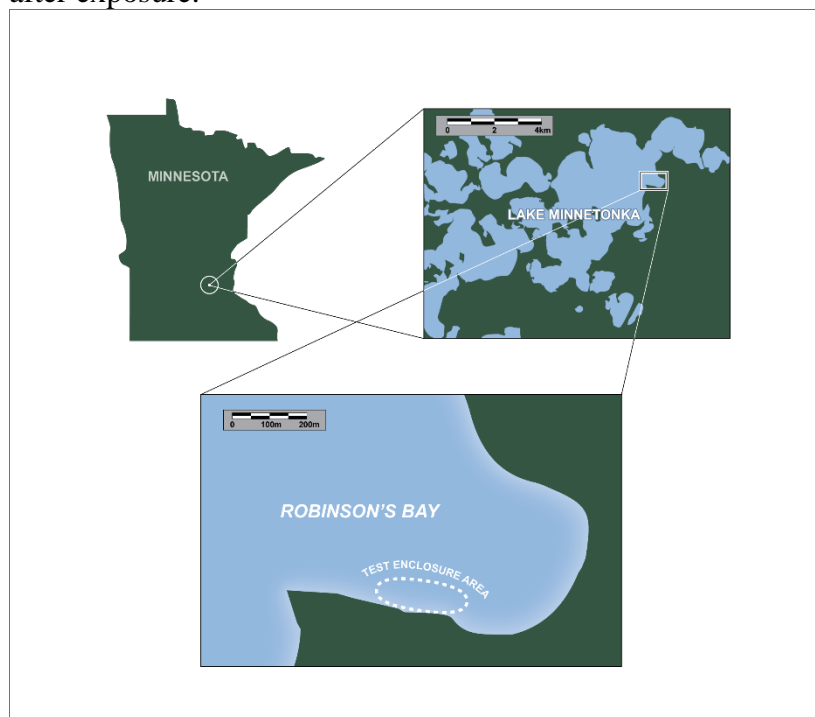 after exposure.
MINNESOTA
0 2 4km
LAKE MINNETONKA
0 100m 200m
ROBINSON'S BAY
TEST ENCLOSURE AREA